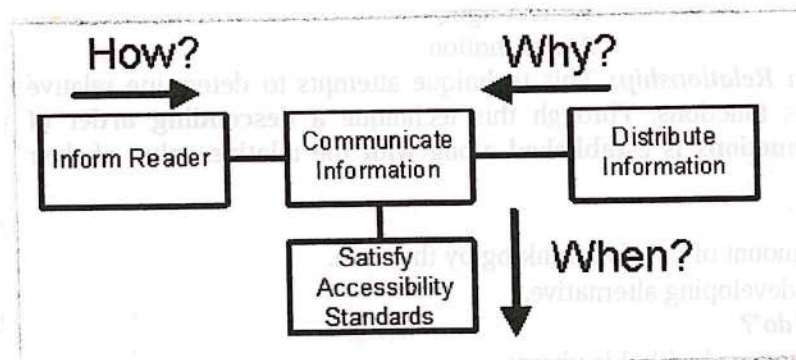 How?
Why?
Inform Reader
Communicate
Information
Distribute
Information
Satisfy
Accessibility
Standards
When?